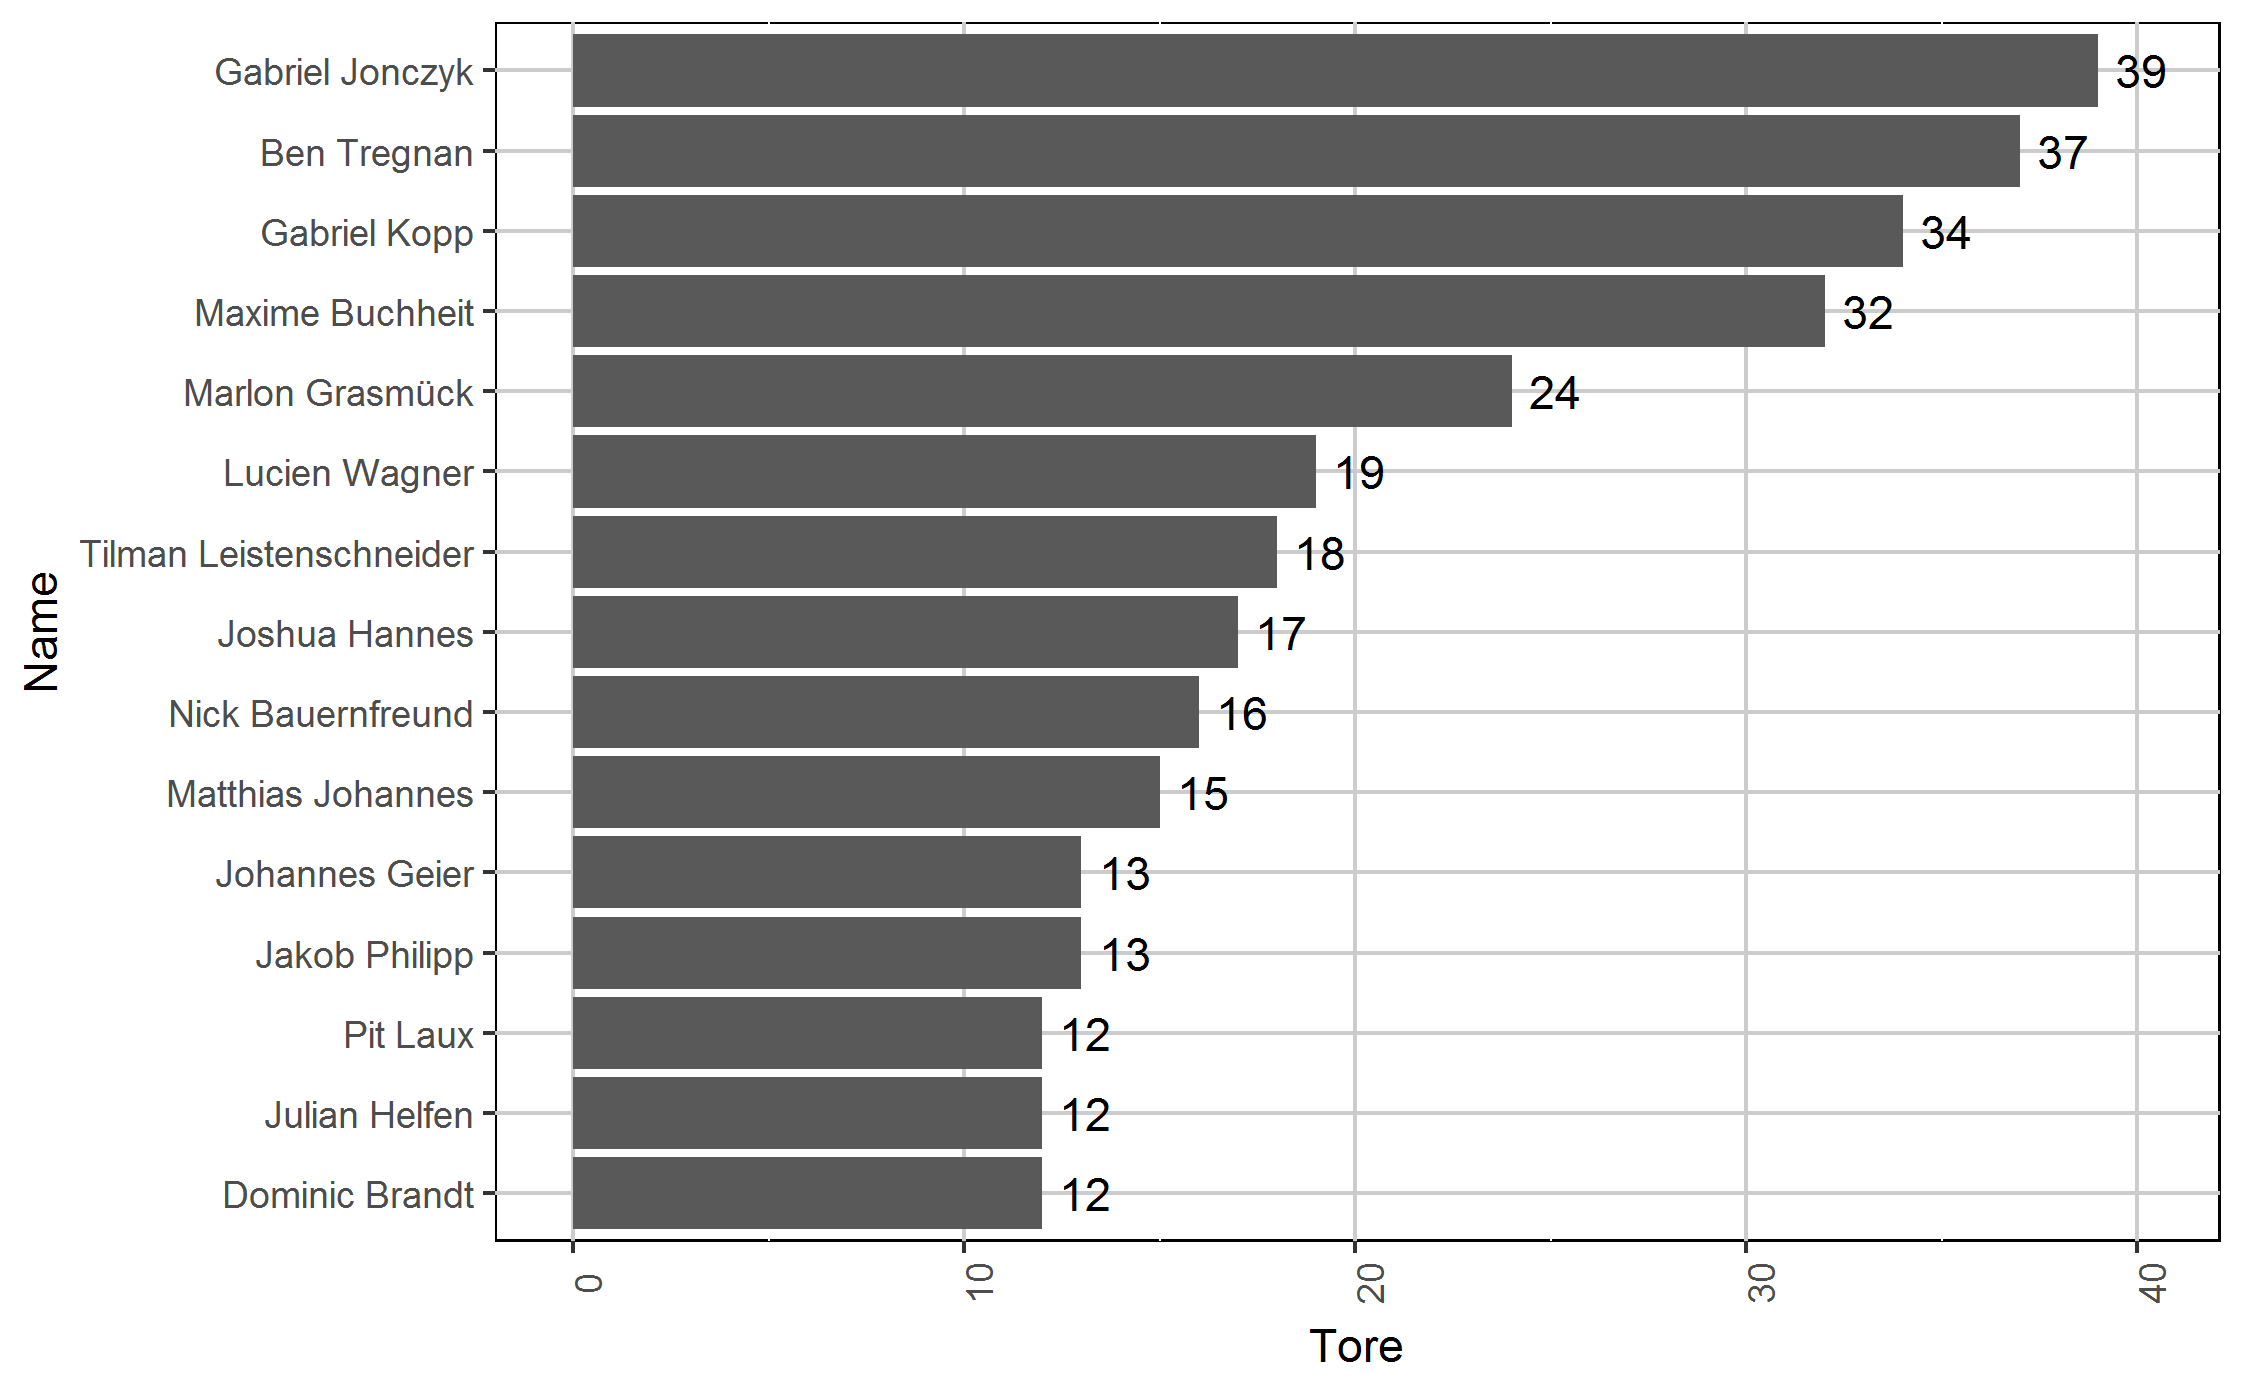 Gabriel Jonczyk 39
Ben Tregnan 37
Gabriel Kopp 34
Maxime Buchheit 32
Marlon Grasmück 24
Lucien Wagner 19
Tilman Leistenschneider 18
Joshua Hannes 17
Nick Bauernfreund 16
Matthias Johannes 15
Johannes Geier 13
Jakob Philipp 13
Pit Laux 12
Julian Helfen 12
Dominic Brandt 12
Name
0 10 20 30 40
Tore